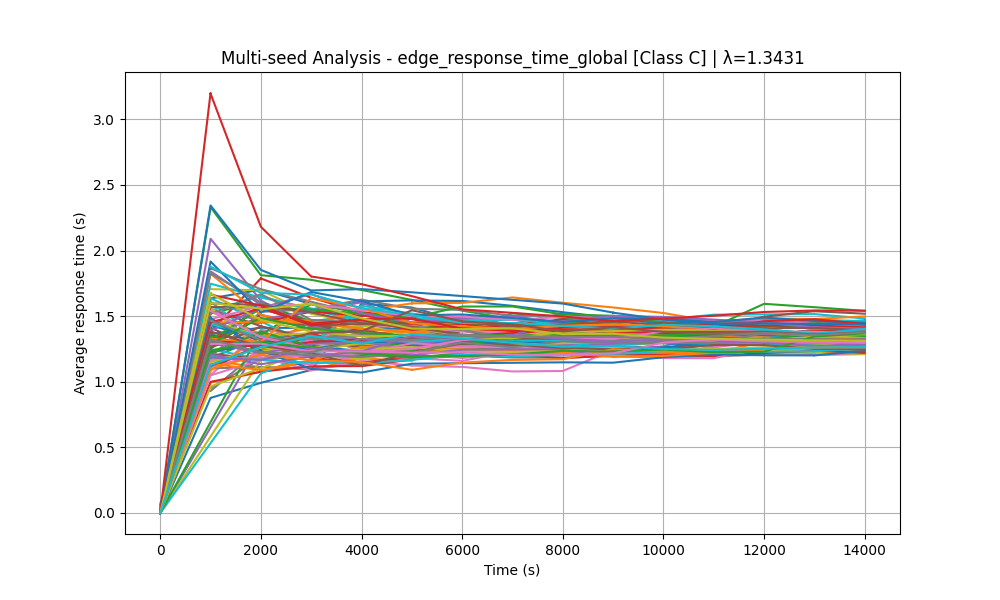 Multi-seed Analysis - edge_response_time_global [Class C] | λ=1.3431
Average response time (s)
3.0
2.5
2.0
1.5
1.0
0.5
0.0
0 2000 4000 6000 8000 10000 12000 14000
Time (s)